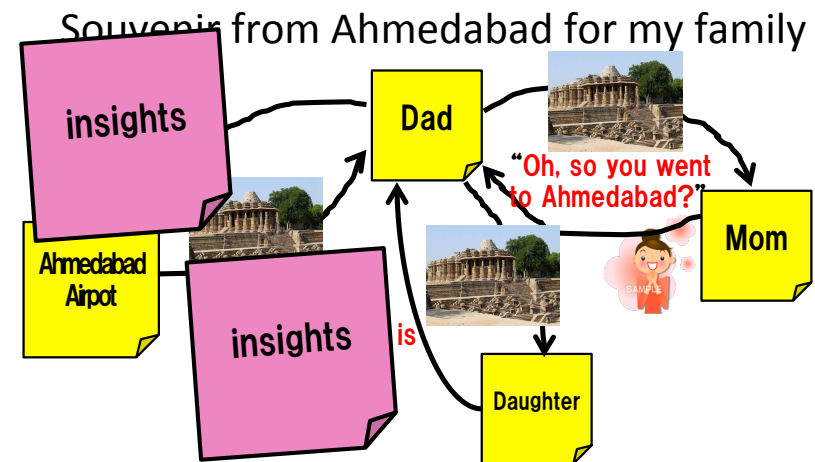 Souvenir from Ahmedabad for my family
insights
Dad
"Oh, so you went
to Ahmedabad?"
Mom
Ahmedabad
Airpot
SAMPLE
insights
is
Daughter